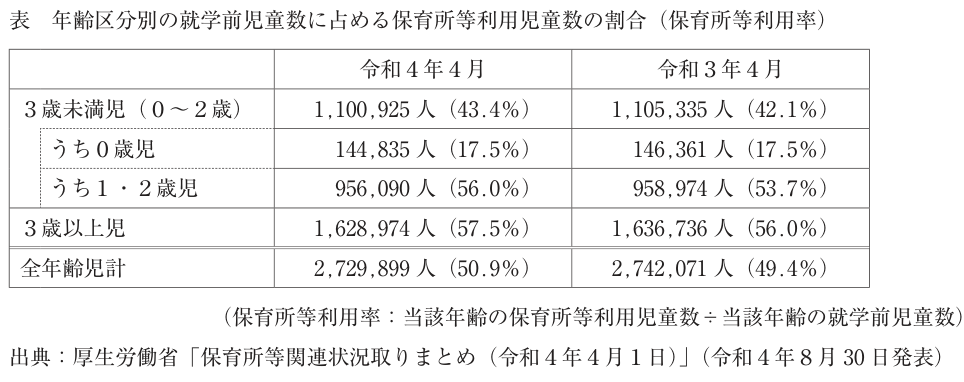 表　年齢区分別の就学前児童数に占める保育所等利用児童数の割合（保育所等利用率）
令和４年４月　令和３年４月
３歳未満児（０～２歳）　1,100,925 人（43.4%）　1,105,335 人（42.1%）
うち０歳児　144,835 人（17.5%）　146,361 人（17.5%）
うち１・２歳児　956,090 人（56.0%）　958,974 人（53.7%）
３歳以上児　1,628,974 人（57.5%）　1,636,736 人（56.0%）
全年齢児計　2,729,899 人（50.9%）　2,742,071 人（49.4%）
（保育所等利用率：当該年齢の保育所等利用児童数÷当該年齢の就学前児童数）
出典：厚生労働省「保育所等関連状況取りまとめ（令和４年４月１日）」（令和４年８月 30 日発表）